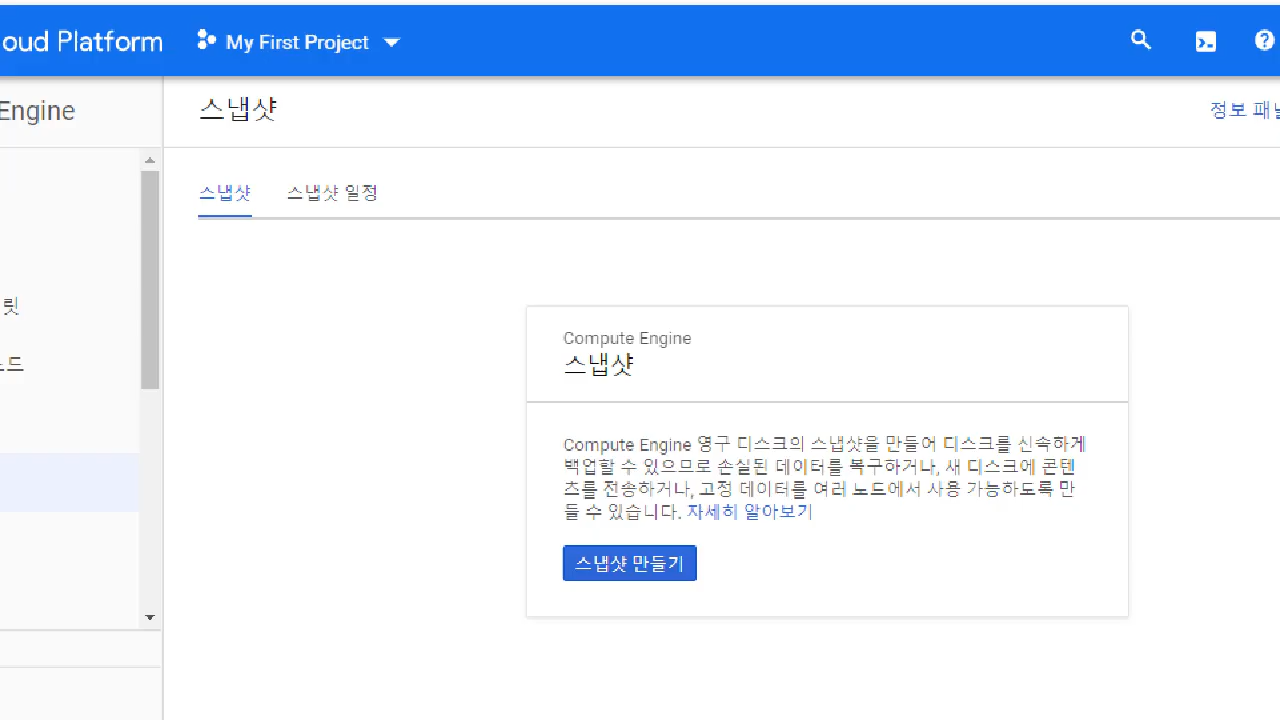 oud Platform
My First Project
Engine
스냅샷
정보 패널
스냅샷
스냅샷 일정
릿
노드
Compute Engine
스냅샷
Compute Engine 영구 디스크의 스냅샷을 만들어 디스크를 신속하게
백업할 수 있으므로 손실된 데이터를 복구하거나, 새 디스크에 콘텐
츠를 전송하거나, 고정 데이터를 여러 노드에서 사용 가능하도록 만
들 수 있습니다. 자세히 알아보기
스냅샷 만들기